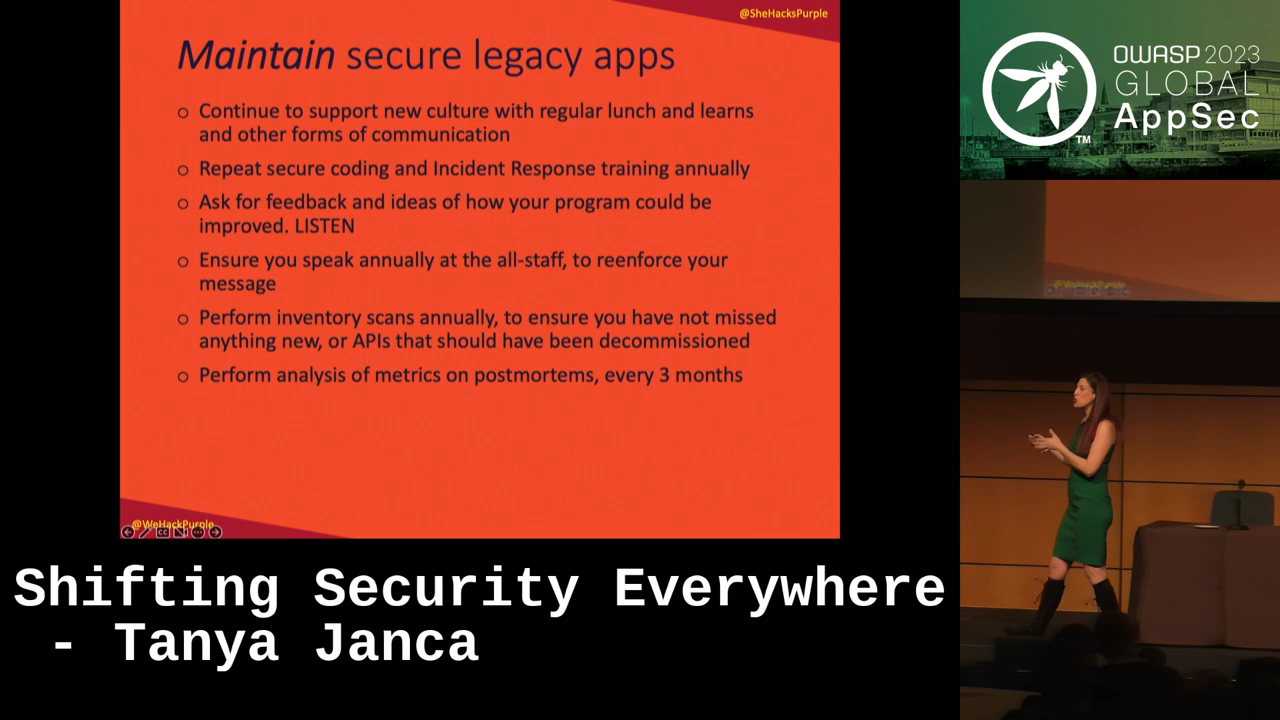 @SheHacksPurple
Maintain secure legacy apps
○ Continue to support new culture with regular lunch and learns
and other forms of communication
○ Repeat secure coding and Incident Response training annually
○ Ask for feedback and ideas of how your program could be
improved. LISTEN
○ Ensure you speak annually at the all-staff, to reenforce your
message
○ Perform inventory scans annually, to ensure you have not missed
anything new, or APIs that should have been decommissioned
○ Perform analysis of metrics on postmortems, every 3 months
@WeHackPurple
CC
OWASP 2023
GLOBAL
AppSec
TM
@WeHackPurple
Shifting Security Everywhere
- Tanya Janca